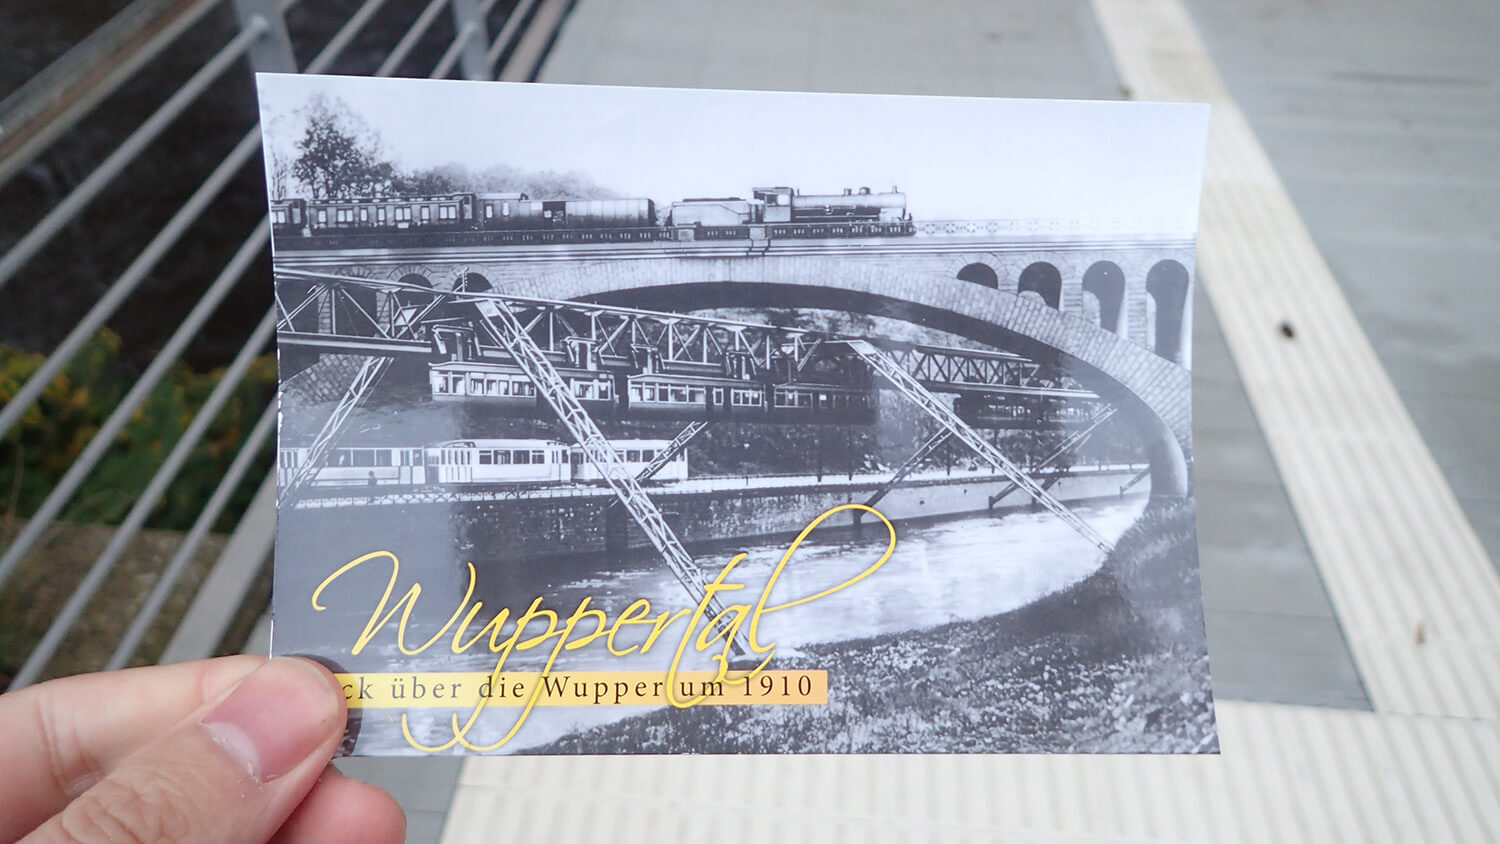 Wuppertal
ck über die Wupper um 1910